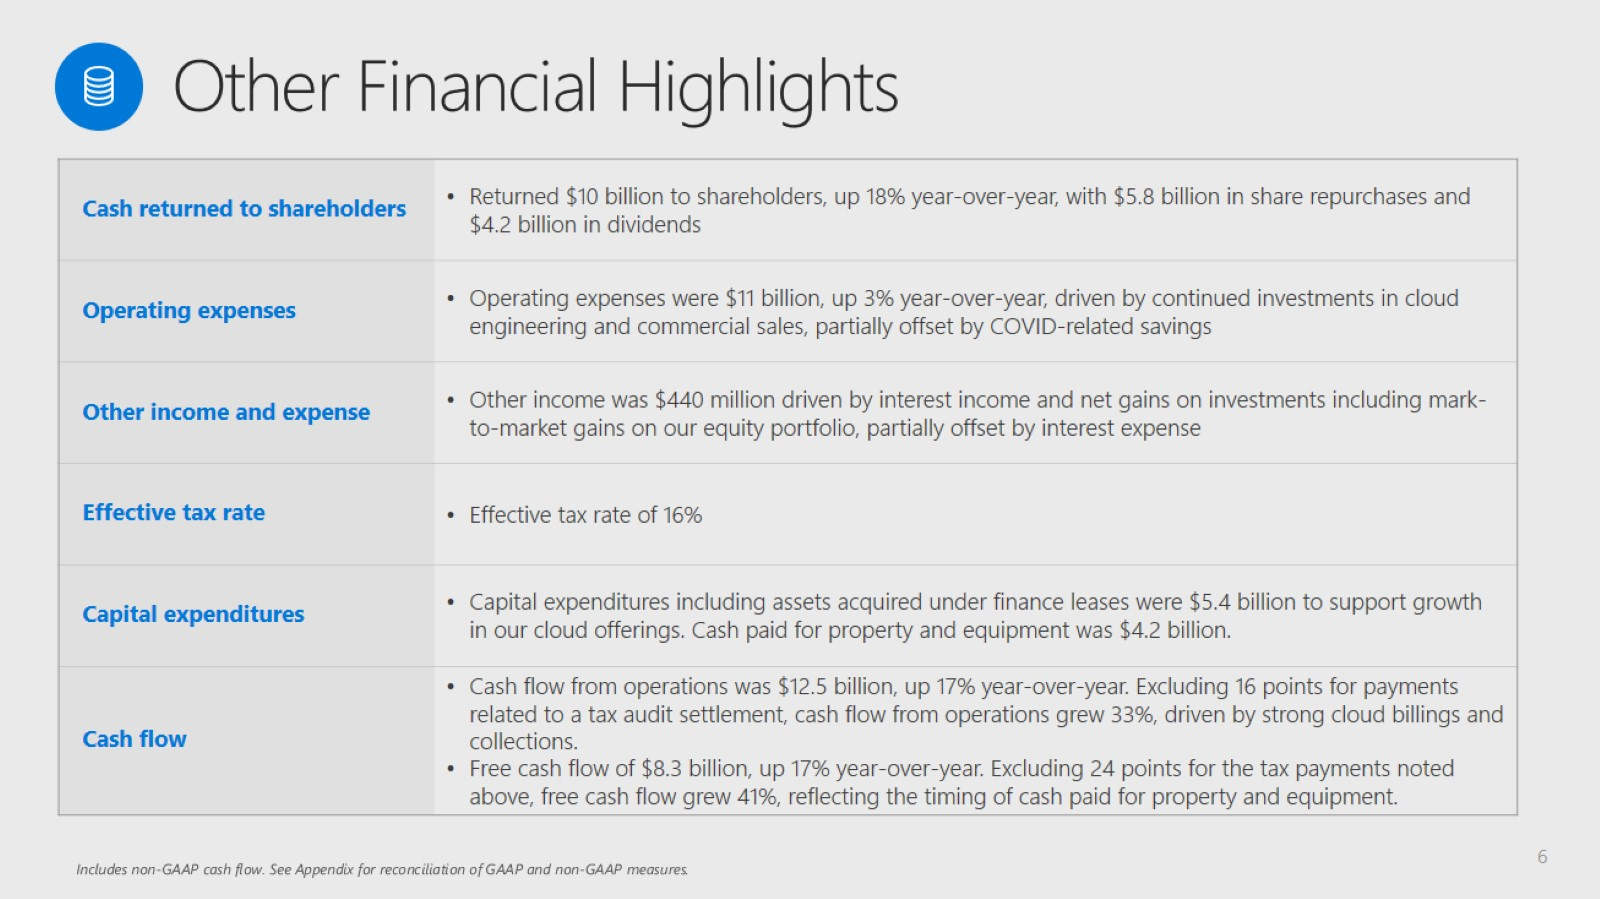 Other Financial Highlights
Cash returned to shareholders
• Returned $10 billion to shareholders, up 18% year-over-year, with $5.8 billion in share repurchases and
$4.2 billion in dividends
Operating expenses
• Operating expenses were $11 billion, up 3% year-over-year, driven by continued investments in cloud
engineering and commercial sales, partially offset by COVID-related savings
Other income and expense
• Other income was $440 million driven by interest income and net gains on investments including mark-
to-market gains on our equity portfolio, partially offset by interest expense
Effective tax rate
• Effective tax rate of 16%
Capital expenditures
• Capital expenditures including assets acquired under finance leases were $5.4 billion to support growth
in our cloud offerings. Cash paid for property and equipment was $4.2 billion.
Cash flow
• Cash flow from operations was $12.5 billion, up 17% year-over-year. Excluding 16 points for payments
related to a tax audit settlement, cash flow from operations grew 33%, driven by strong cloud billings and
collections.
• Free cash flow of $8.3 billion, up 17% year-over-year. Excluding 24 points for the tax payments noted
above, free cash flow grew 41%, reflecting the timing of cash paid for property and equipment.
Includes non-GAAP cash flow. See Appendix for reconciliation of GAAP and non-GAAP measures.
6